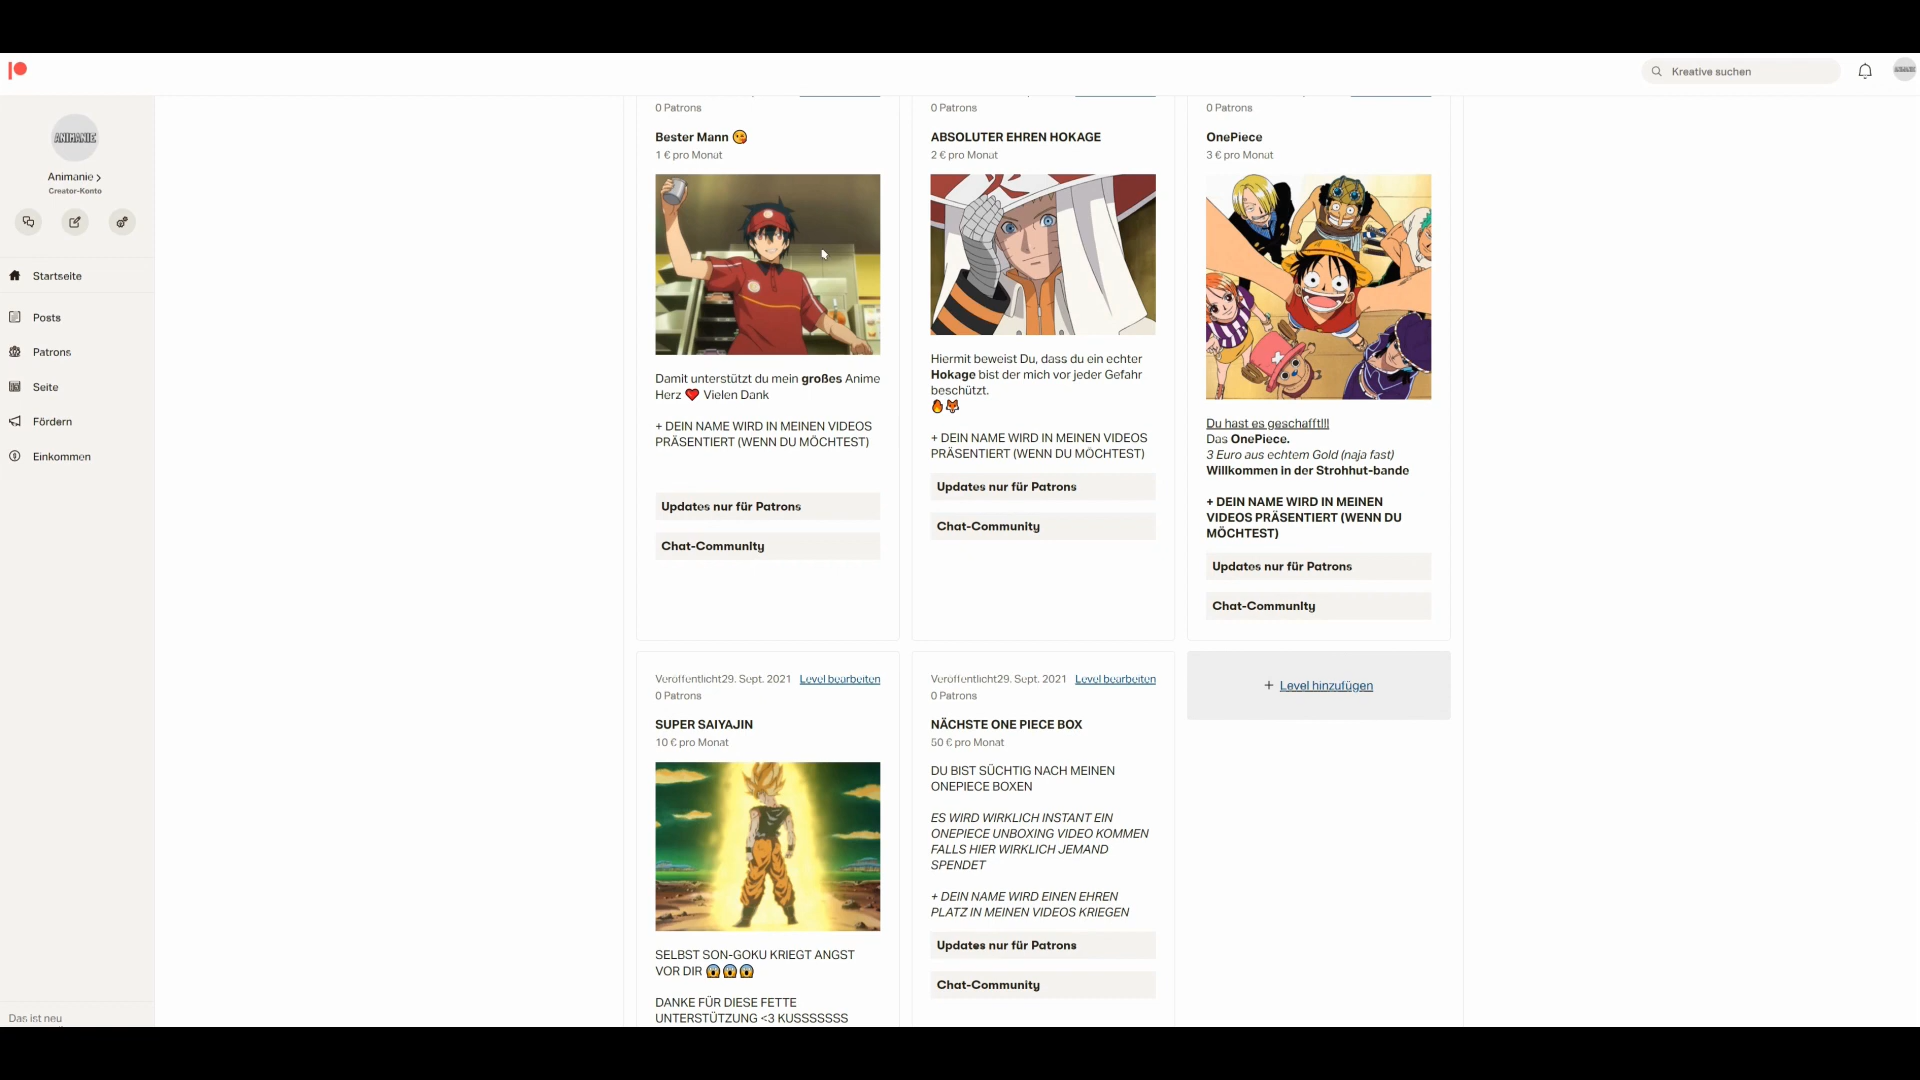 Kreative suchen
ANIMANIE
ANIMANIE
Animanie
Creator-Konto
Startseite
Posts
Patrons
Seite
Fördern
Einkommen
Das ist neu
0 Patrons
Bester Mann 😘
1 € pro Monat
Damit unterstützt du mein großes Anime
Herz ❤️ Vielen Dank
+ DEIN NAME WIRD IN MEINEN VIDEOS
PRÄSENTIERT (WENN DU MÖCHTEST)
Updates nur für Patrons
Chat-Community
0 Patrons
ABSOLUTER EHREN HOKAGE
2 € pro Monat
Hiermit beweist Du, dass du ein echter
Hokage bist der mich vor jeder Gefahr
beschützt.
🔥🦊
+ DEIN NAME WIRD IN MEINEN VIDEOS
PRÄSENTIERT (WENN DU MÖCHTEST)
Updates nur für Patrons
Chat-Community
0 Patrons
OnePiece
3 € pro Monat
Du hast es geschafft!!!
Das OnePiece.
3 Euro aus echtem Gold (naja fast)
Willkommen in der Strohhut-bande
+ DEIN NAME WIRD IN MEINEN
VIDEOS PRÄSENTIERT (WENN DU
MÖCHTEST)
Updates nur für Patrons
Chat-Community
Veröffentlicht29. Sept. 2021 Level bearbeiten
0 Patrons
SUPER SAIYAJIN
10 € pro Monat
SELBST SON-GOKU KRIEGT ANGST
VOR DIR 😱😱😱
DANKE FÜR DIESE FETTE
UNTERSTÜTZUNG <3 KUSSSSSSS
Veröffentlicht29. Sept. 2021 Level bearbeiten
0 Patrons
NÄCHSTE ONE PIECE BOX
50 € pro Monat
DU BIST SÜCHTIG NACH MEINEN
ONEPIECE BOXEN
ES WIRD WIRKLICH INSTANT EIN
ONEPIECE UNBOXING VIDEO KOMMEN
FALLS HIER WIRKLICH JEMAND
SPENDET
+ DEIN NAME WIRD EINEN EHREN
PLATZ IN MEINEN VIDEOS KRIEGEN
Updates nur für Patrons
Chat-Community
+ Level hinzufügen